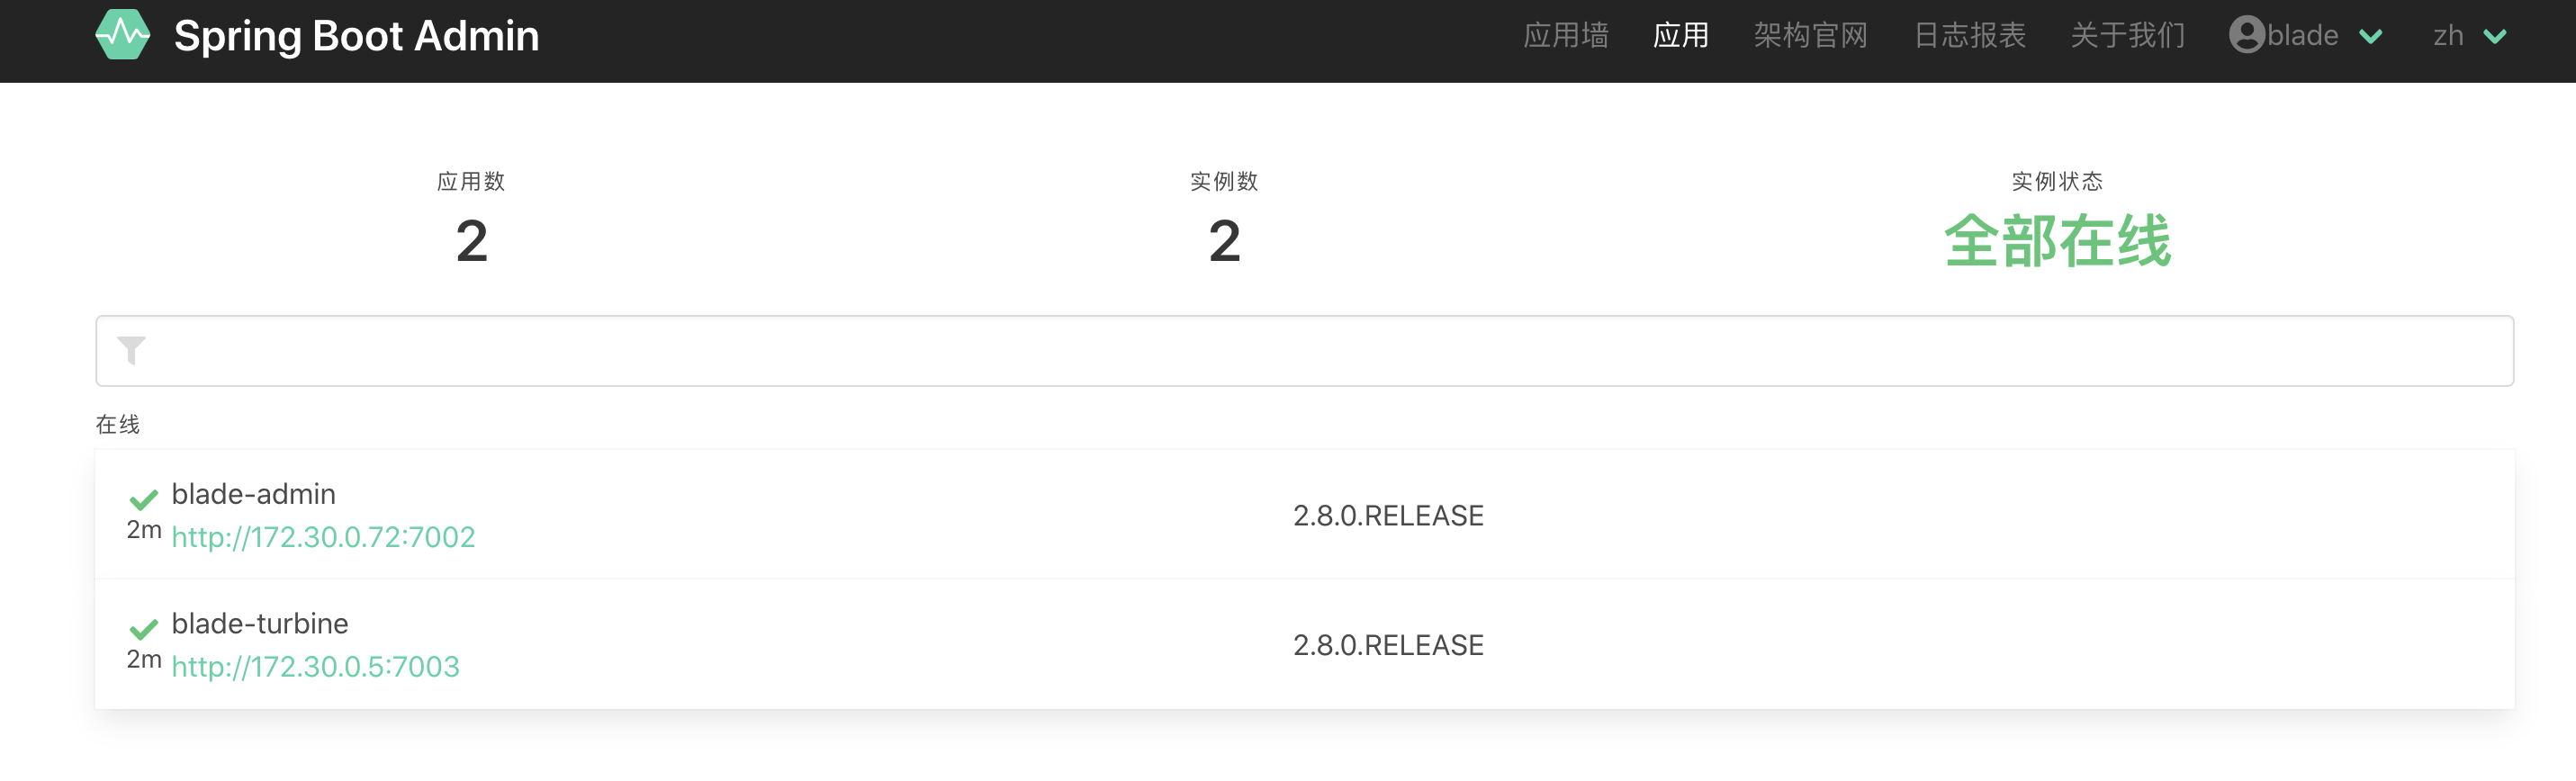 Spring Boot Admin 应用墙 应用 架构官网 日志报表 关于我们 blade zh
应用数 实例数 实例状态
2 2 全部在线
在线
blade-admin
2m http://172.30.0.72:7002 2.8.0.RELEASE
blade-turbine
2m http://172.30.0.5:7003 2.8.0.RELEASE